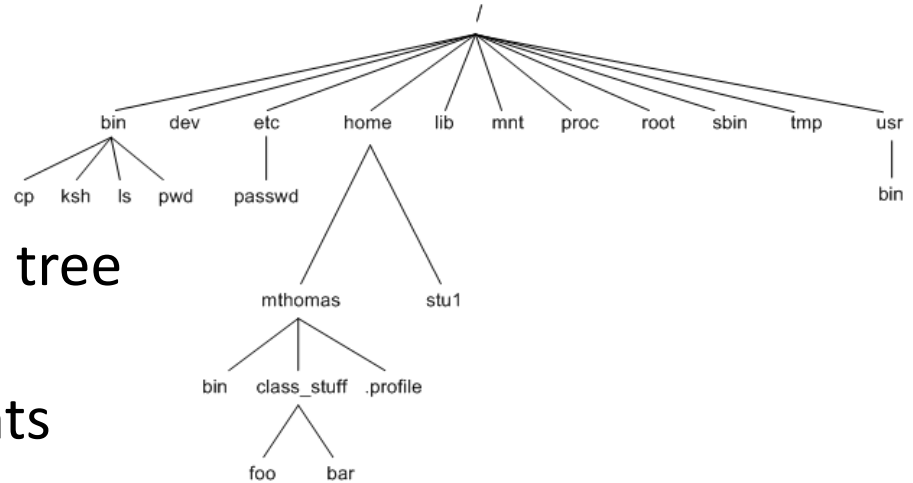 /
bin dev etc home lib mnt proc root sbin tmp usr
cp ksh ls pwd passwd bin
tree
mthomas stu1
bin class_stuff .profile
foo bar